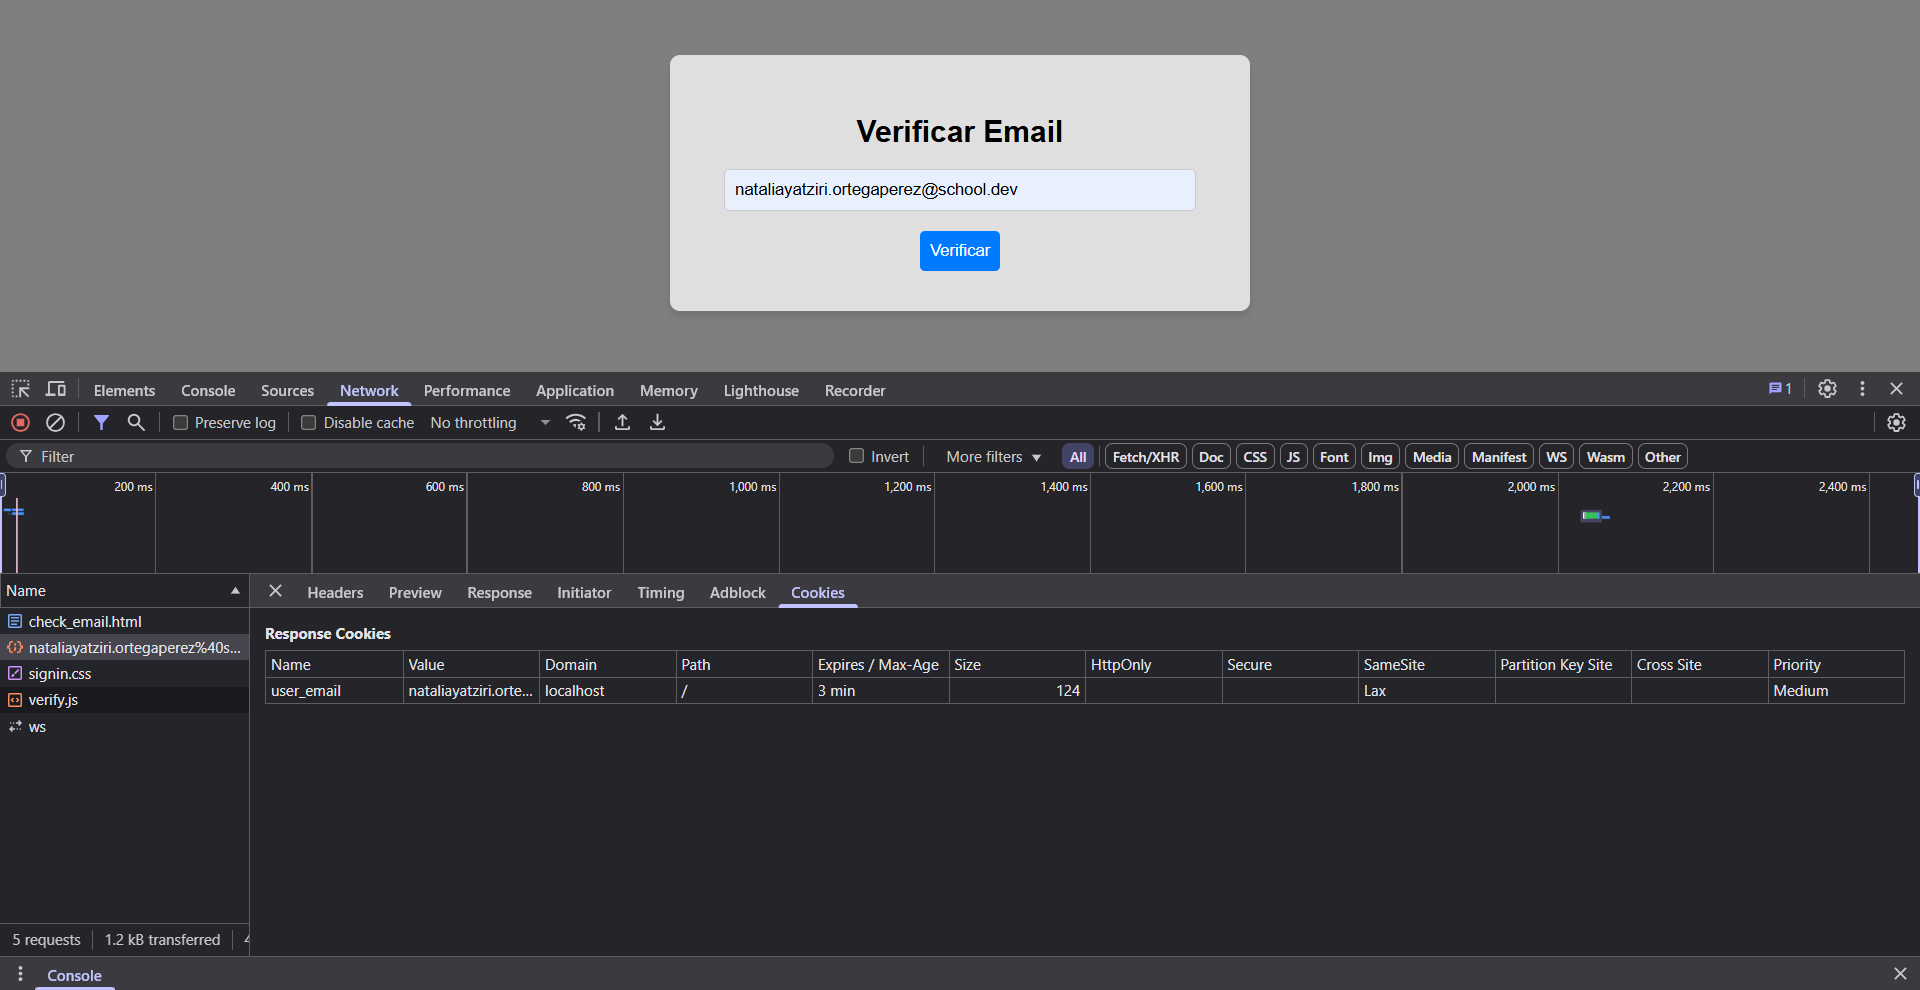 Verificar Email
nataliayatziri.ortegaperez@school.dev
Verificar
Elements Console Sources Network Performance Application Memory Lighthouse Recorder 1
Preserve log Disable cache No throttling
Filter Invert More filters All Fetch/XHR Doc CSS JS Font Img Media Manifest WS Wasm Other
200 ms 400 ms 600 ms 800 ms 1,000 ms 1,200 ms 1,400 ms 1,600 ms 1,800 ms 2,000 ms 2,200 ms 2,400 ms
Name
check_email.html
nataliayatziri.ortegaperez%40s...
signin.css
verify.js
ws
Headers Preview Response Initiator Timing Adblock Cookies
Response Cookies
Name Value Domain Path Expires / Max-Age Size HttpOnly Secure SameSite Partition Key Site Cross Site Priority
user_email nataliayatziri.orte... localhost / 3 min 124 Lax Medium
5 requests 1.2 kB transferred
Console